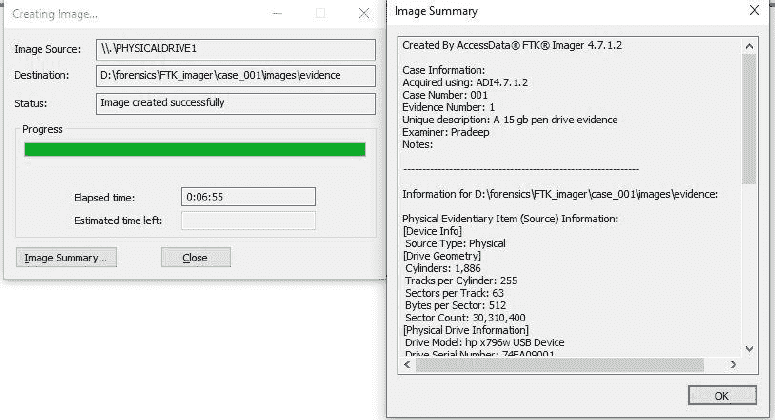 Creating Image...
Image Source: \\.\PHYSICALDRIVE1
Destination: D:\forensics\FTK_imager\case_001\images\evidence
Status: Image created successfully
Progress
Elapsed time: 0:06:55
Estimated time left:
Image Summary... Close
Image Summary
Created By AccessData® FTK® Imager 4.7.1.2
Case Information:
Acquired using: ADI4.7.1.2
Case Number: 001
Evidence Number: 1
Unique description: A 15 gb pen drive evidence
Examiner: Pradeep
Notes:
--------------------------------------------------------------
Information for D:\forensics\FTK_imager\case_001\images\evidence:
Physical Evidentiary Item (Source) Information:
[Device Info]
Source Type: Physical
[Drive Geometry]
Cylinders: 1,886
Tracks per Cylinder: 255
Sectors per Track: 63
Bytes per Sector: 512
Sector Count: 30,310,400
[Physical Drive Information]
Drive Model: hp x796w USB Device
Drive Serial Number:
OK